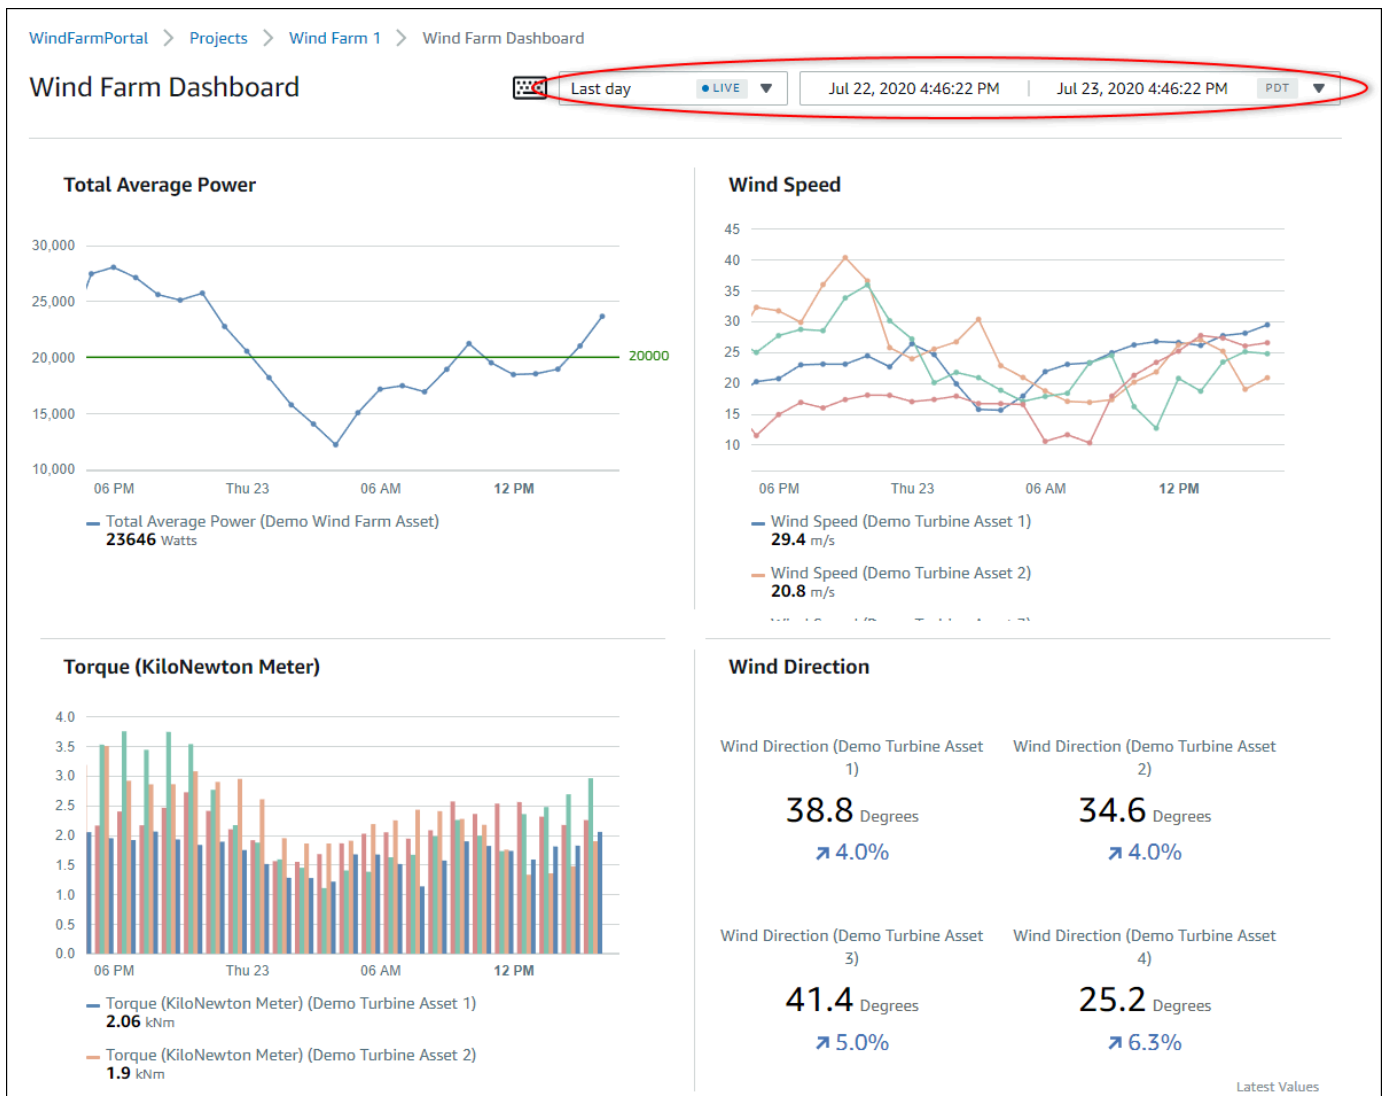 WindFarmPortal > Projects > Wind Farm 1 > Wind Farm Dashboard
Wind Farm Dashboard
Last day LIVE Jul 22, 2020 4:46:22 PM Jul 23, 2020 4:46:22 PM PDT
Total Average Power
30,000
25,000
20,000
15,000
10,000
20000
06 PM Thu 23 06 AM 12 PM
Total Average Power (Demo Wind Farm Asset)
23646 Watts
Wind Speed
45
40
35
30
25
20
15
10
06 PM Thu 23 06 AM 12 PM
Wind Speed (Demo Turbine Asset 1)
29.4 m/s
Wind Speed (Demo Turbine Asset 2)
20.8 m/s
Torque (KiloNewton Meter)
4.0
3.5
3.0
2.5
2.0
1.5
1.0
0.5
0.0
06 PM Thu 23 06 AM 12 PM
Torque (KiloNewton Meter) (Demo Turbine Asset 1)
2.06 kNm
Torque (KiloNewton Meter) (Demo Turbine Asset 2)
1.9 kNm
Wind Direction
Wind Direction (Demo Turbine Asset
1)
38.8 Degrees
4.0%
Wind Direction (Demo Turbine Asset
2)
34.6 Degrees
4.0%
Wind Direction (Demo Turbine Asset
3)
41.4 Degrees
5.0%
Wind Direction (Demo Turbine Asset
4)
25.2 Degrees
6.3%
Latest Values